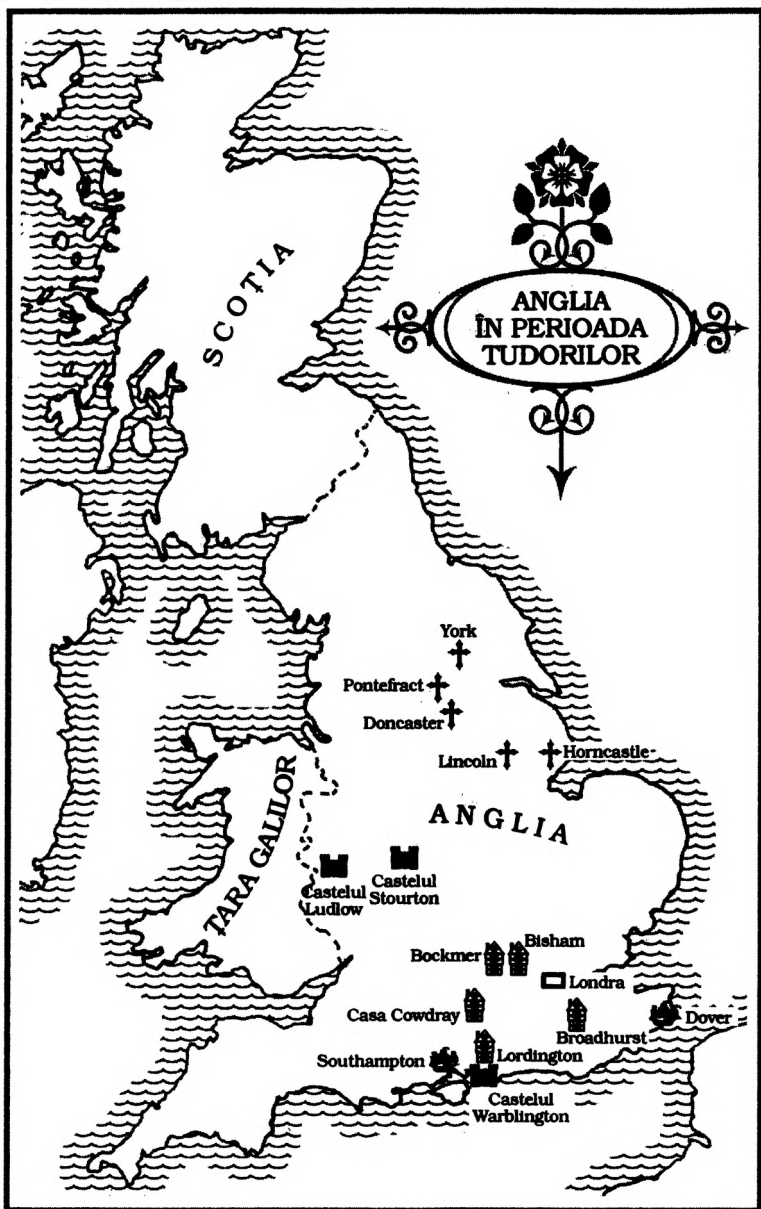 ANGLIA
ÎN PERIOADA
TUDORILOR
SCOȚIA
York
Pontefract
Doncaster
Lincoln
Horncastle
ANGLIA
ȚARA GALILOR
Castelul
Ludlow
Castelul
Stourton
Bockmer
Bisham
Londra
Casa Cowdray
Broadhurst
Dover
Southampton
Lordington
Castelul
Warblington